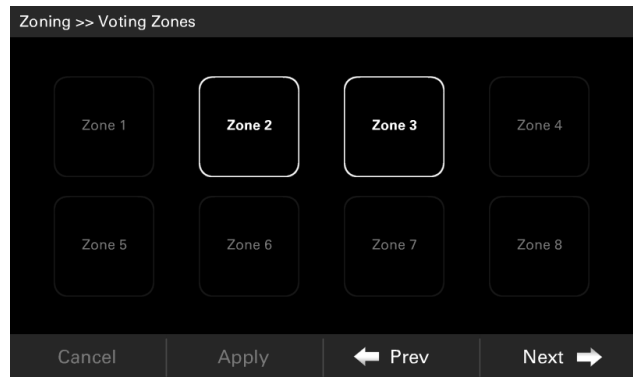 Zoning >> Voting Zones
Zone 1 Zone 2 Zone 3 Zone 4
Zone 5 Zone 6 Zone 7 Zone 8
Cancel Apply Prev Next